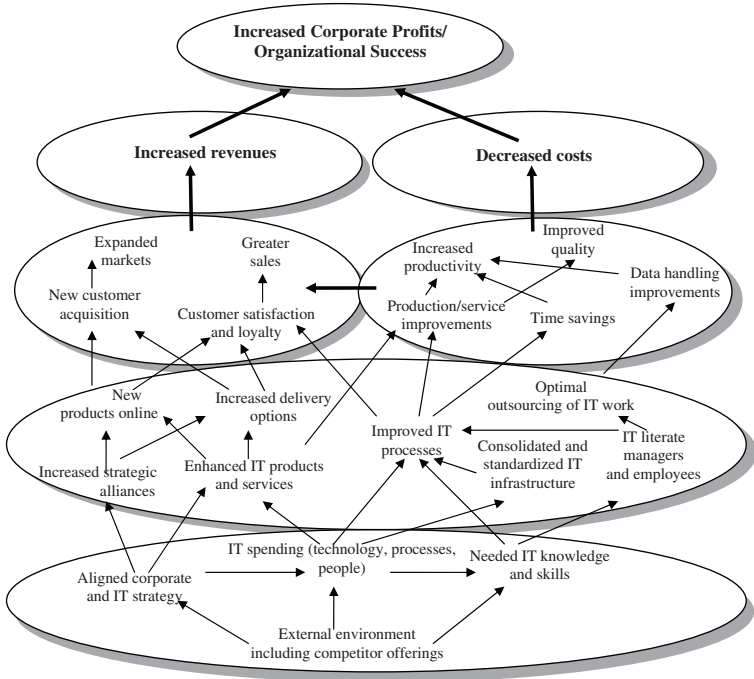 Increased Corporate Profits/
Organizational Success
Increased revenues
Decreased costs
Expanded
markets
Greater
sales
New customer
acquisition
Customer satisfaction
and loyalty
Increased
productivity
Improved
quality
Data handling
improvements
Production/service
improvements
Time savings
New
products online
Increased delivery
options
Optimal
outsourcing of IT work
Improved IT
processes
Increased strategic
alliances
Enhanced IT products
and services
Consolidated and
standardized IT
infrastructure
IT literate
managers
and employees
IT spending (technology, processes,
people)
Aligned corporate
and IT strategy
Needed IT knowledge
and skills
External environment
including competitor offerings